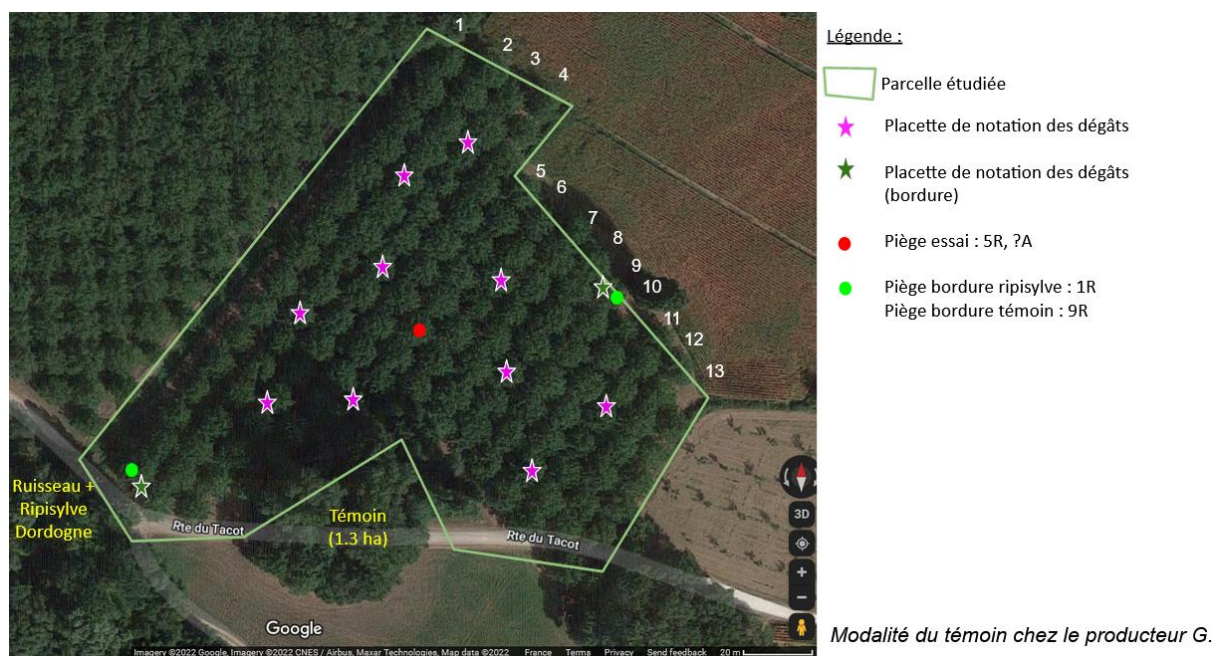 1
2
3
4
5
6
7
8
9
10
11
12
13
Ruisseau +
Ripisylve
Dordogne
Rte du Tacot
Témoin
(1.3 ha)
Rte du Tacot
3D
+
−
Google
Imagery ©2022 Google, Imagery ©2022 CNES / Airbus, Maxar Technologies, Map data ©2022 France Terms Privacy Send feedback 20 m
Légende :
Parcelle étudiée
Placette de notation des dégâts
Placette de notation des dégâts
(bordure)
Piège essai : 5R, ?A
Piège bordure ripisylve : 1R
Piège bordure témoin : 9R
Modalité du témoin chez le producteur G.